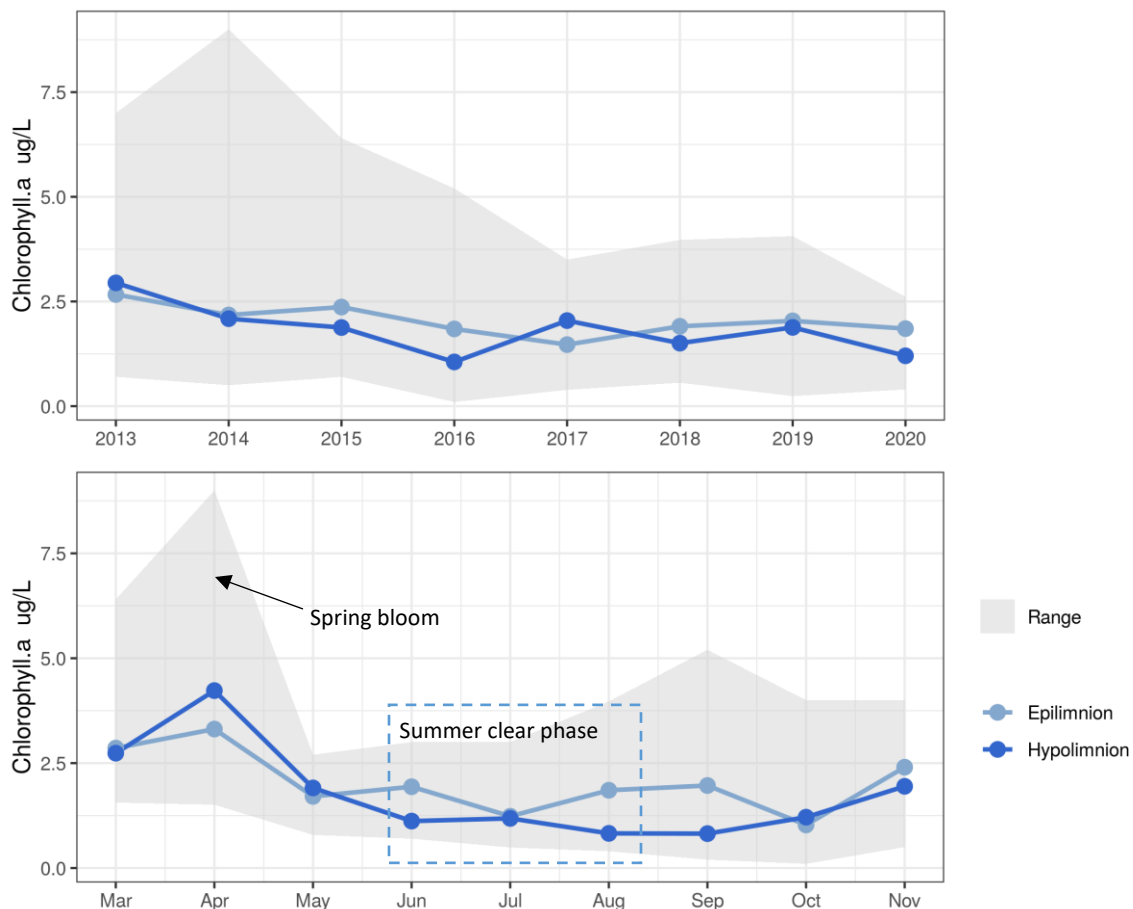 Chlorophyll.a ug/L
7.5
5.0
2.5
0.0
2013 2014 2015 2016 2017 2018 2019 2020
Chlorophyll.a ug/L
7.5
5.0
2.5
0.0
Spring bloom
Summer clear phase
Mar Apr May Jun Jul Aug Sep Oct Nov
Range
Epilimnion
Hypolimnion